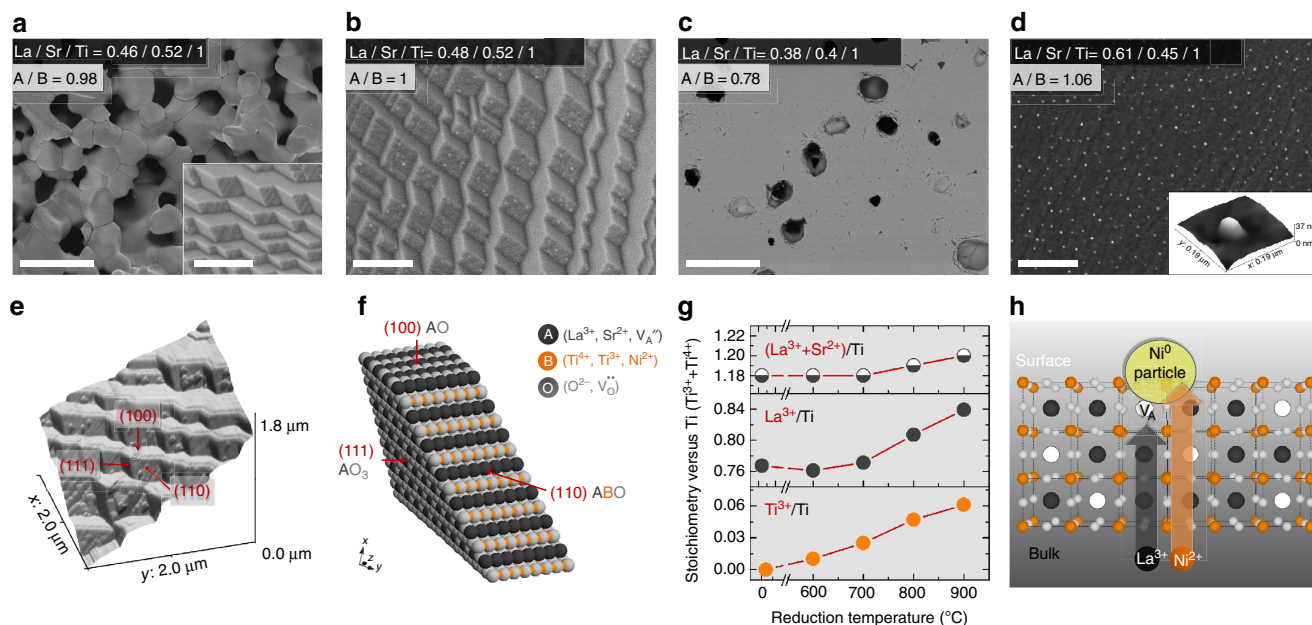 a
La / Sr / Ti = 0.46 / 0.52 / 1
A / B = 0.98
b
La / Sr / Ti= 0.48 / 0.52 / 1
A / B = 1
c
La / Sr / Ti= 0.38 / 0.4 / 1
A / B = 0.78
d
La / Sr / Ti = 0.61 / 0.45 / 1
A / B = 1.06
37 nm
0 nm
y: 0.19 µm
x: 0.19 µm
e
(100)
(111)
(110)
1.8 µm
0.0 µm
x: 2.0 µm
y: 2.0 µm
f
(100) AO
A (La³⁺, Sr²⁺, V_A″)
B (Ti⁴⁺, Ti³⁺, Ni²⁺)
O (O²⁻, V_O^••)
(111)
AO₃
(110) ABO
x
z
y
g
Stoichiometry versus Ti (Ti³⁺+Ti⁴⁺)
1.22
1.20
1.18
(La³⁺+Sr²⁺)/Ti
0.84
0.80
0.76
La³⁺/Ti
0.06
0.03
0.00
Ti³⁺/Ti
0 600 700 800 900
Reduction temperature (°C)
h
Surface
Ni⁰
particle
V_A
Bulk
La³⁺
Ni²⁺